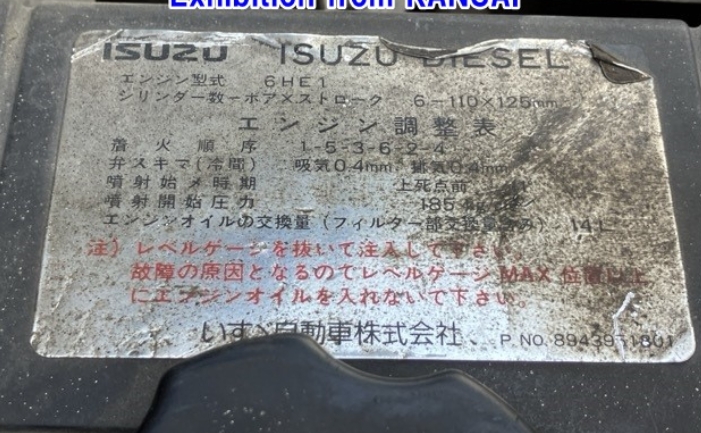 Exhibition from KANSAI
ISUZU ISUZU DIESEL
エンジン型式 6HE1
シリンダー数－ボア×ストローク 6－110×125mm
エンジン調整表
着火順序 1-5-3-6-2-4
弁スキマ(冷間) 吸気0.4mm 排気0.4mm
噴射始メ時期 上死点前
噴射開始圧力 185
エンジンオイルの交換量(フィルター部交換量含み) 14L
注) レベルゲージを抜いて注入して下さい。
故障の原因となるのでレベルゲージMAX位置以上
にエンジンオイルを入れないで下さい。
いすゞ自動車株式会社 P.NO.